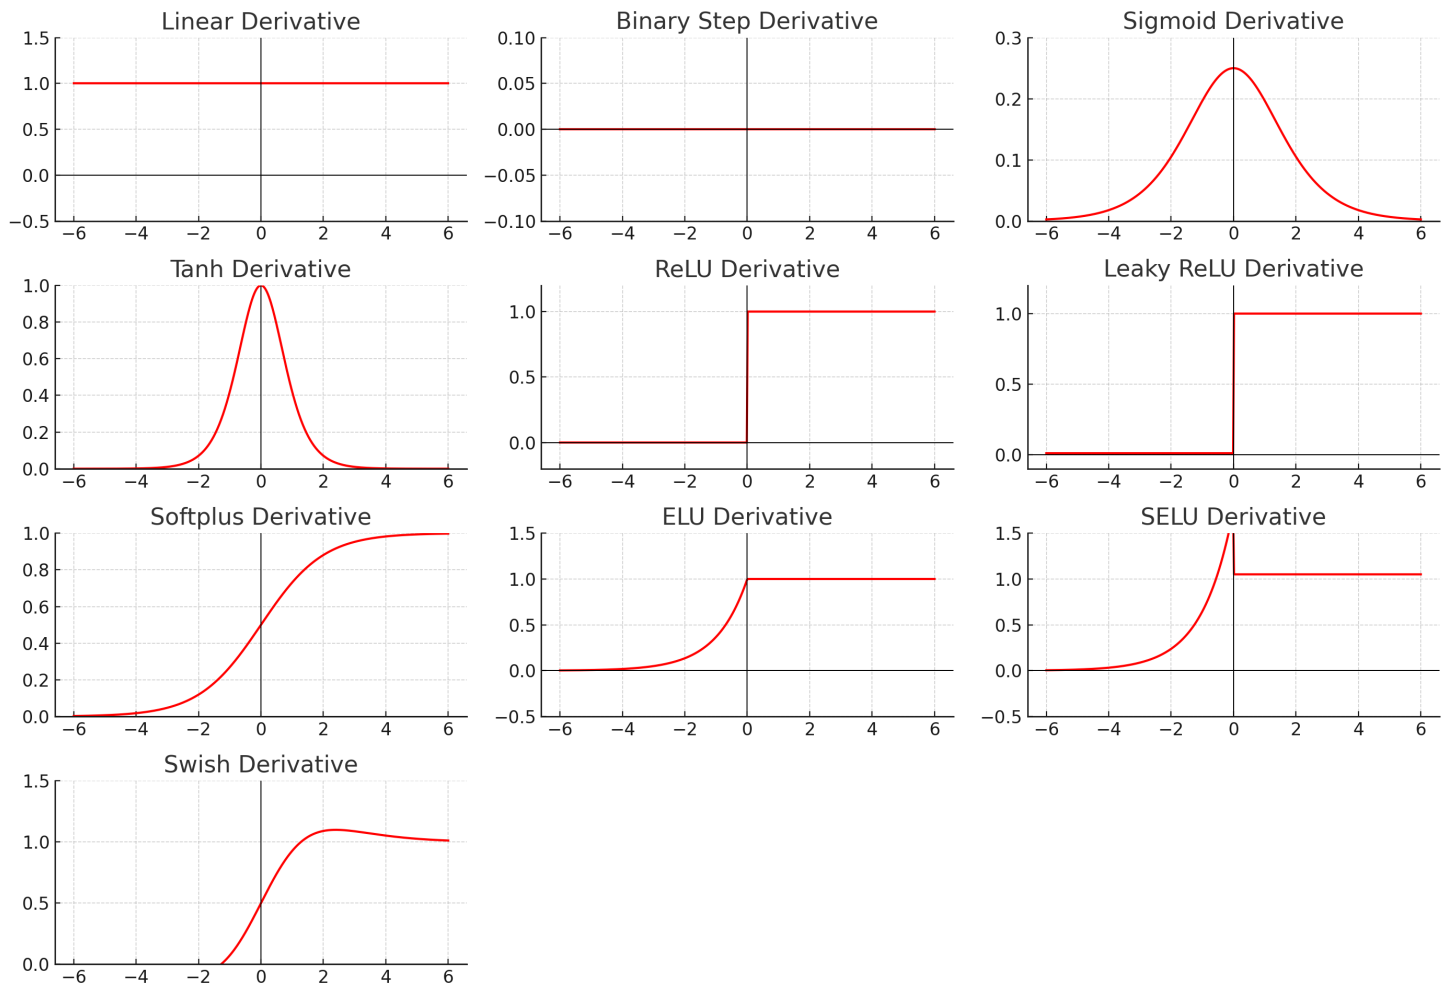 Linear Derivative
1.5
1.0
0.5
0.0
−0.5
−6 −4 −2 0 2 4 6
Binary Step Derivative
0.10
0.05
0.00
−0.05
−0.10
−6 −4 −2 0 2 4 6
Sigmoid Derivative
0.3
0.2
0.1
0.0
−6 −4 −2 0 2 4 6
Tanh Derivative
1.0
0.8
0.6
0.4
0.2
0.0
−6 −4 −2 0 2 4 6
ReLU Derivative
1.0
0.5
0.0
−6 −4 −2 0 2 4 6
Leaky ReLU Derivative
1.0
0.5
0.0
−6 −4 −2 0 2 4 6
Softplus Derivative
1.0
0.8
0.6
0.4
0.2
0.0
−6 −4 −2 0 2 4 6
ELU Derivative
1.5
1.0
0.5
0.0
−0.5
−6 −4 −2 0 2 4 6
SELU Derivative
1.5
1.0
0.5
0.0
−0.5
−6 −4 −2 0 2 4 6
Swish Derivative
1.5
1.0
0.5
0.0
−6 −4 −2 0 2 4 6